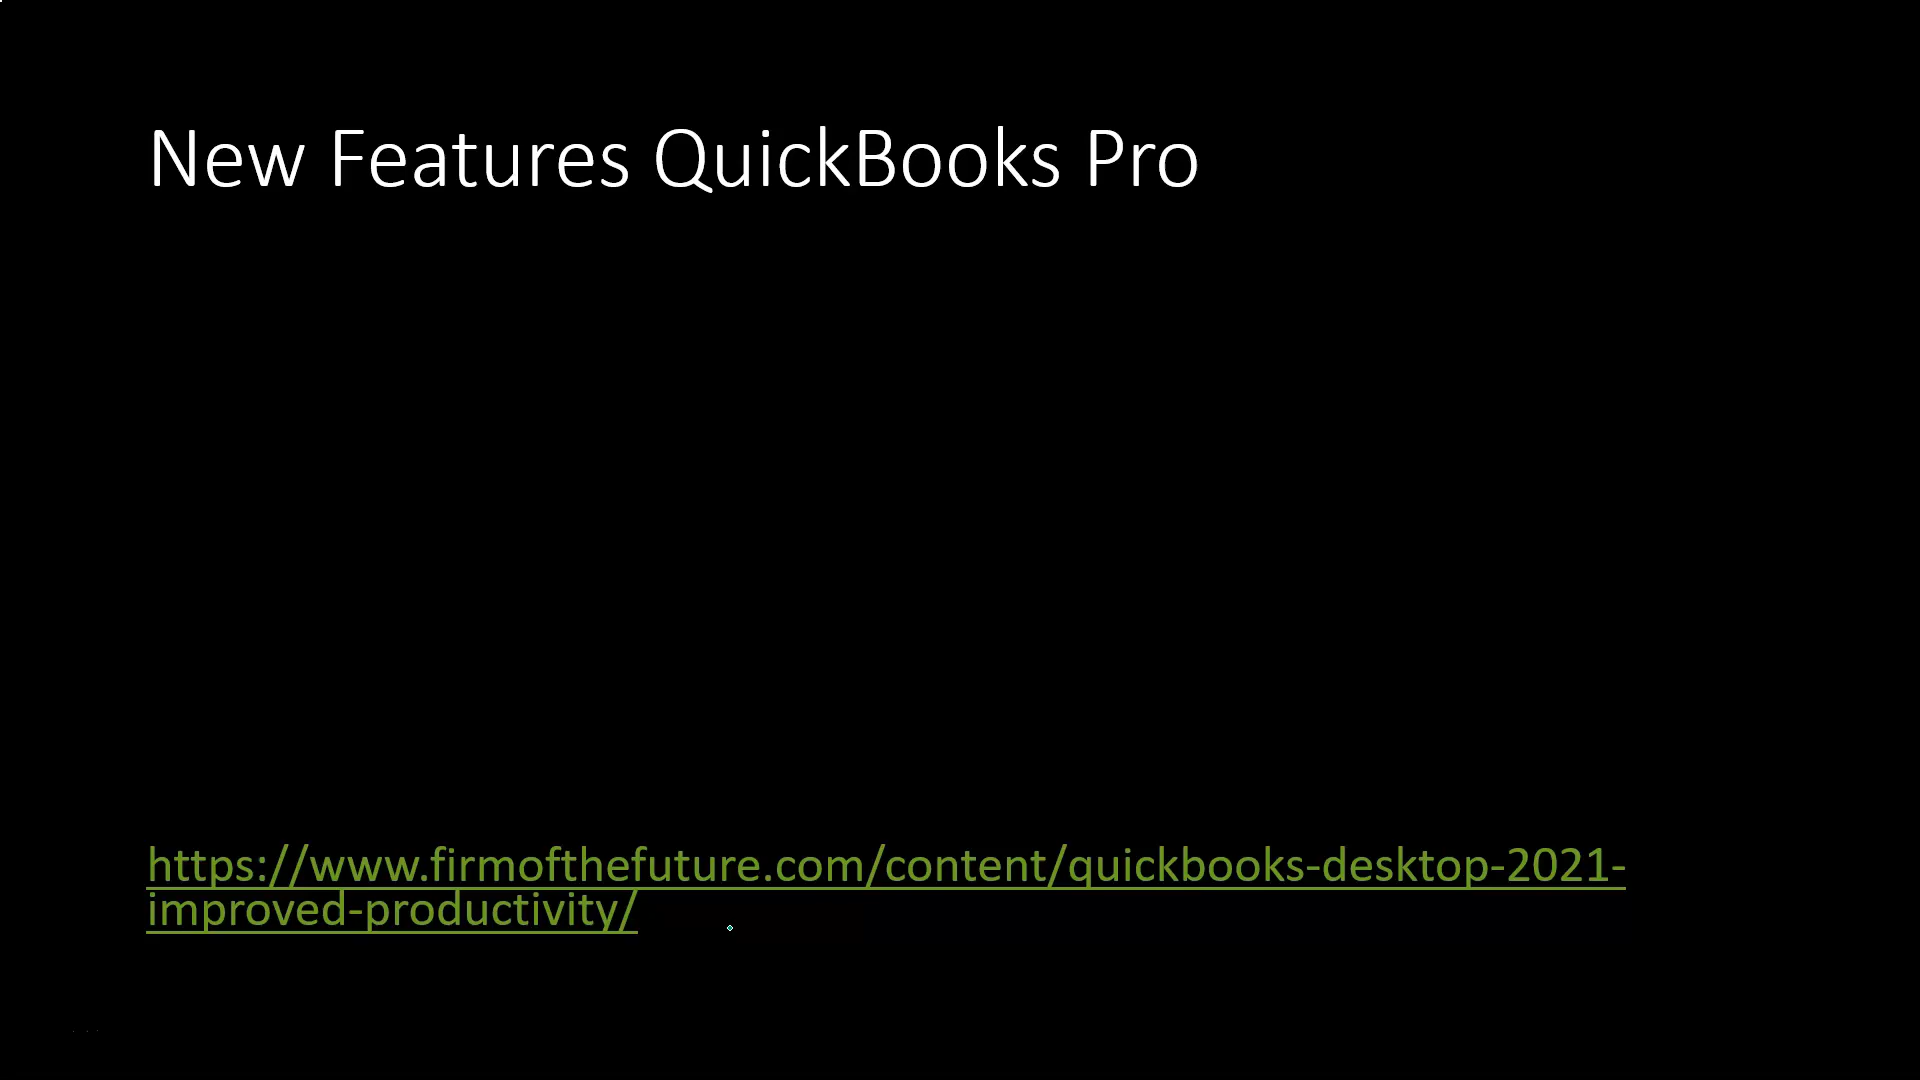 New Features QuickBooks Pro
https://www.firmofthefuture.com/content/quickbooks-desktop-2021-
improved-productivity/